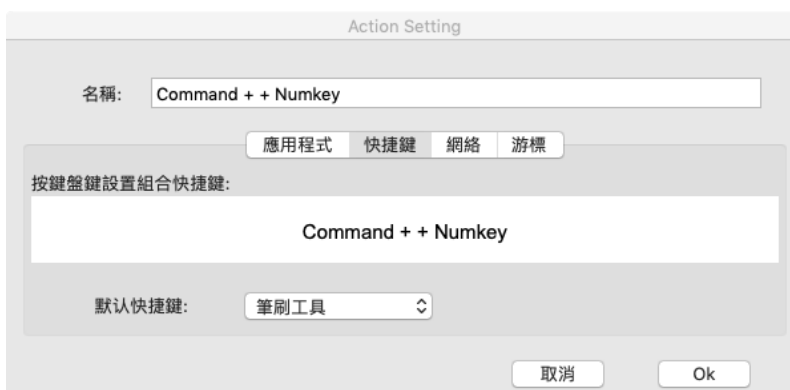 Action Setting
名稱: Command + + Numkey
應用程式 快捷鍵 網絡 游標
按鍵盤鍵設置組合快捷鍵:
Command + + Numkey
默认快捷鍵: 筆刷工具
取消 Ok